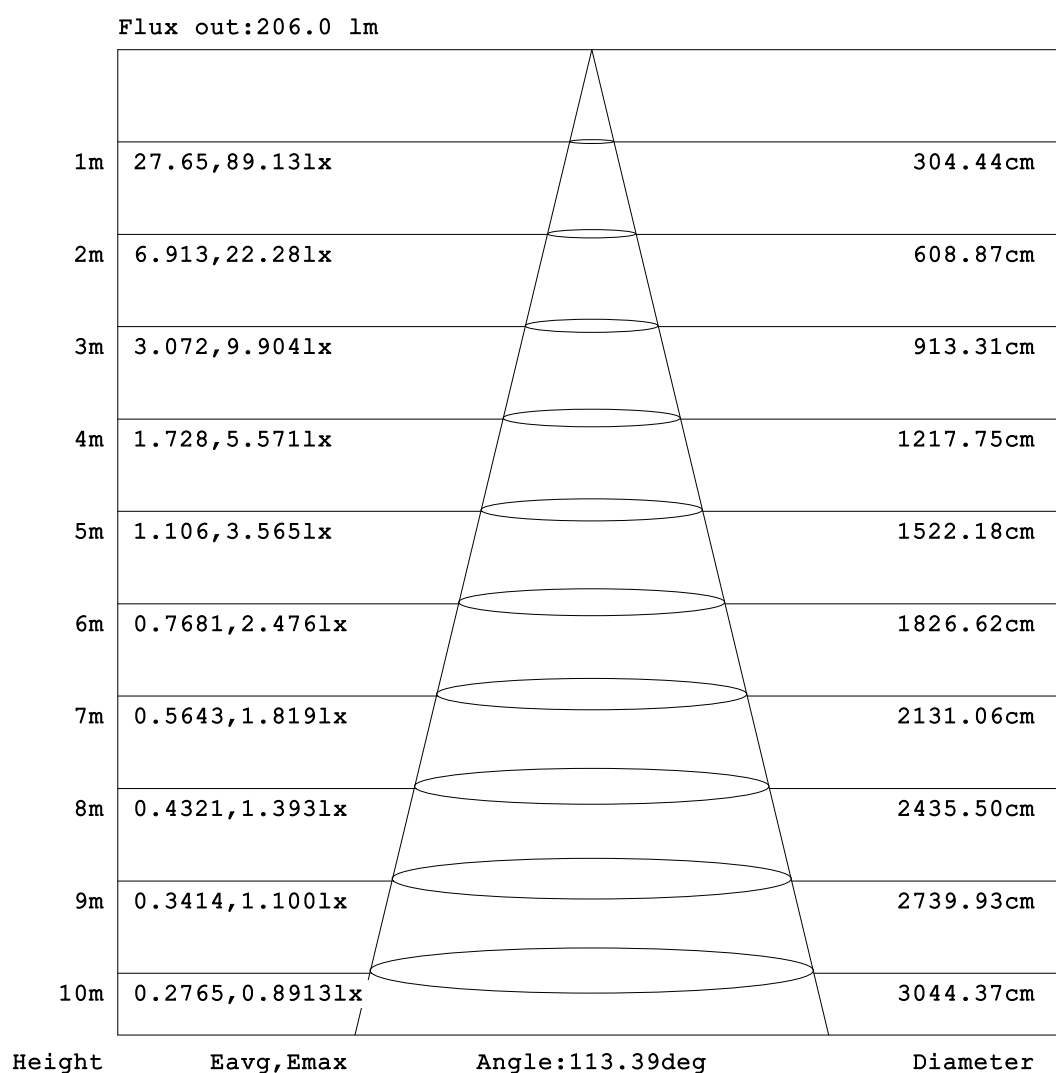 Flux out:206.0 lm
1m 27.65,89.13lx 304.44cm
2m 6.913,22.28lx 608.87cm
3m 3.072,9.904lx 913.31cm
4m 1.728,5.571lx 1217.75cm
5m 1.106,3.565lx 1522.18cm
6m 0.7681,2.476lx 1826.62cm
7m 0.5643,1.819lx 2131.06cm
8m 0.4321,1.393lx 2435.50cm
9m 0.3414,1.100lx 2739.93cm
10m 0.2765,0.8913lx 3044.37cm
Height Eavg,Emax Angle:113.39deg Diameter